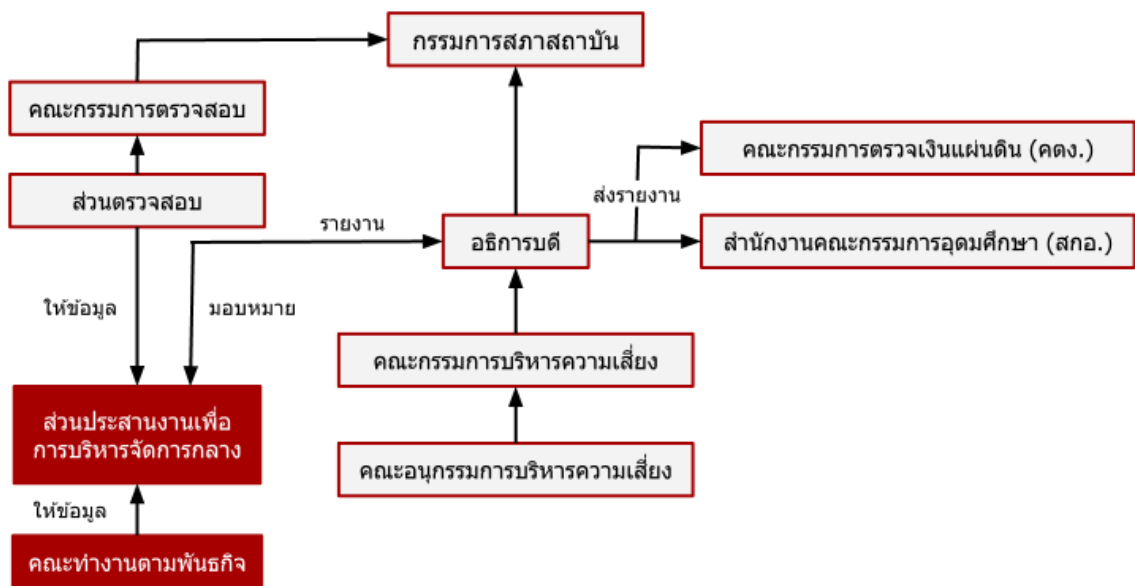 กรรมการสภาสถาบัน
คณะกรรมการตรวจสอบ
คณะกรรมการตรวจเงินแผ่นดิน (คตง.)
ส่วนตรวจสอบ
ส่งรายงาน
รายงาน
อธิการบดี
สำนักงานคณะกรรมการอุดมศึกษา (สกอ.)
ให้ข้อมูล
มอบหมาย
คณะกรรมการบริหารความเสี่ยง
ส่วนประสานงานเพื่อ
การบริหารจัดการกลาง
คณะอนุกรรมการบริหารความเสี่ยง
ให้ข้อมูล
คณะทำงานตามพันธกิจ